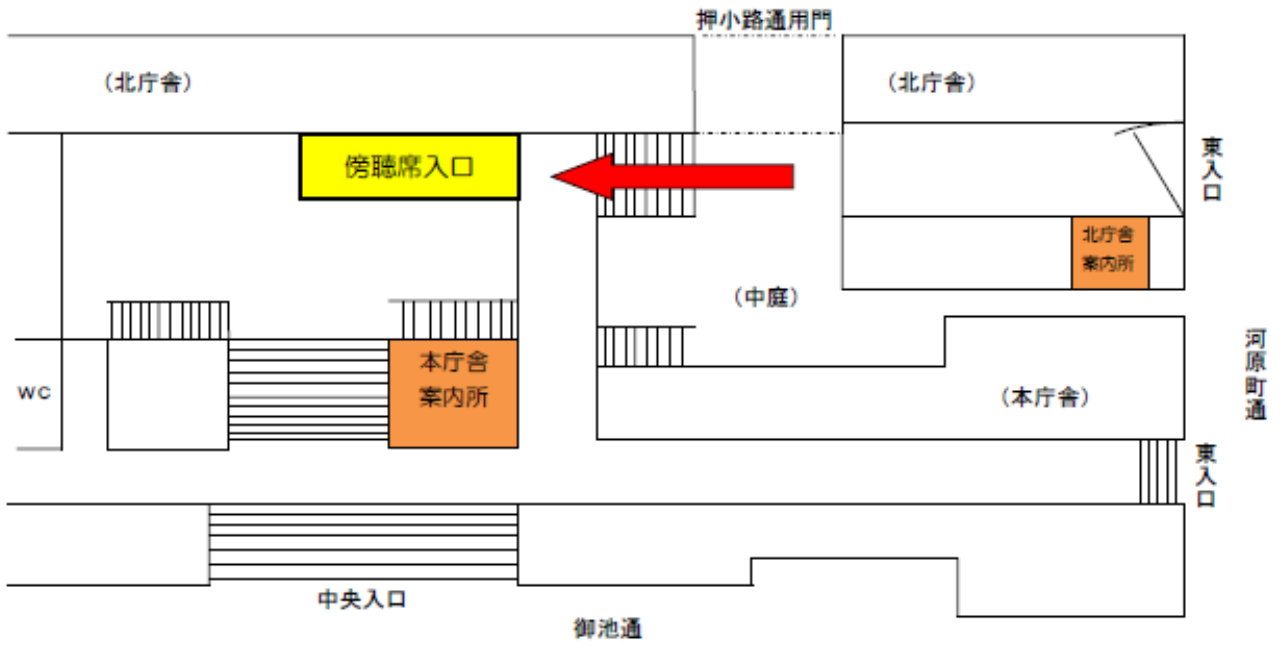 押小路通用門
（北庁舎）
（北庁舎）
傍聴席入口
東入口
北庁舎
案内所
（中庭）
河原町通
本庁舎
案内所
WC
（本庁舎）
東入口
中央入口
御池通